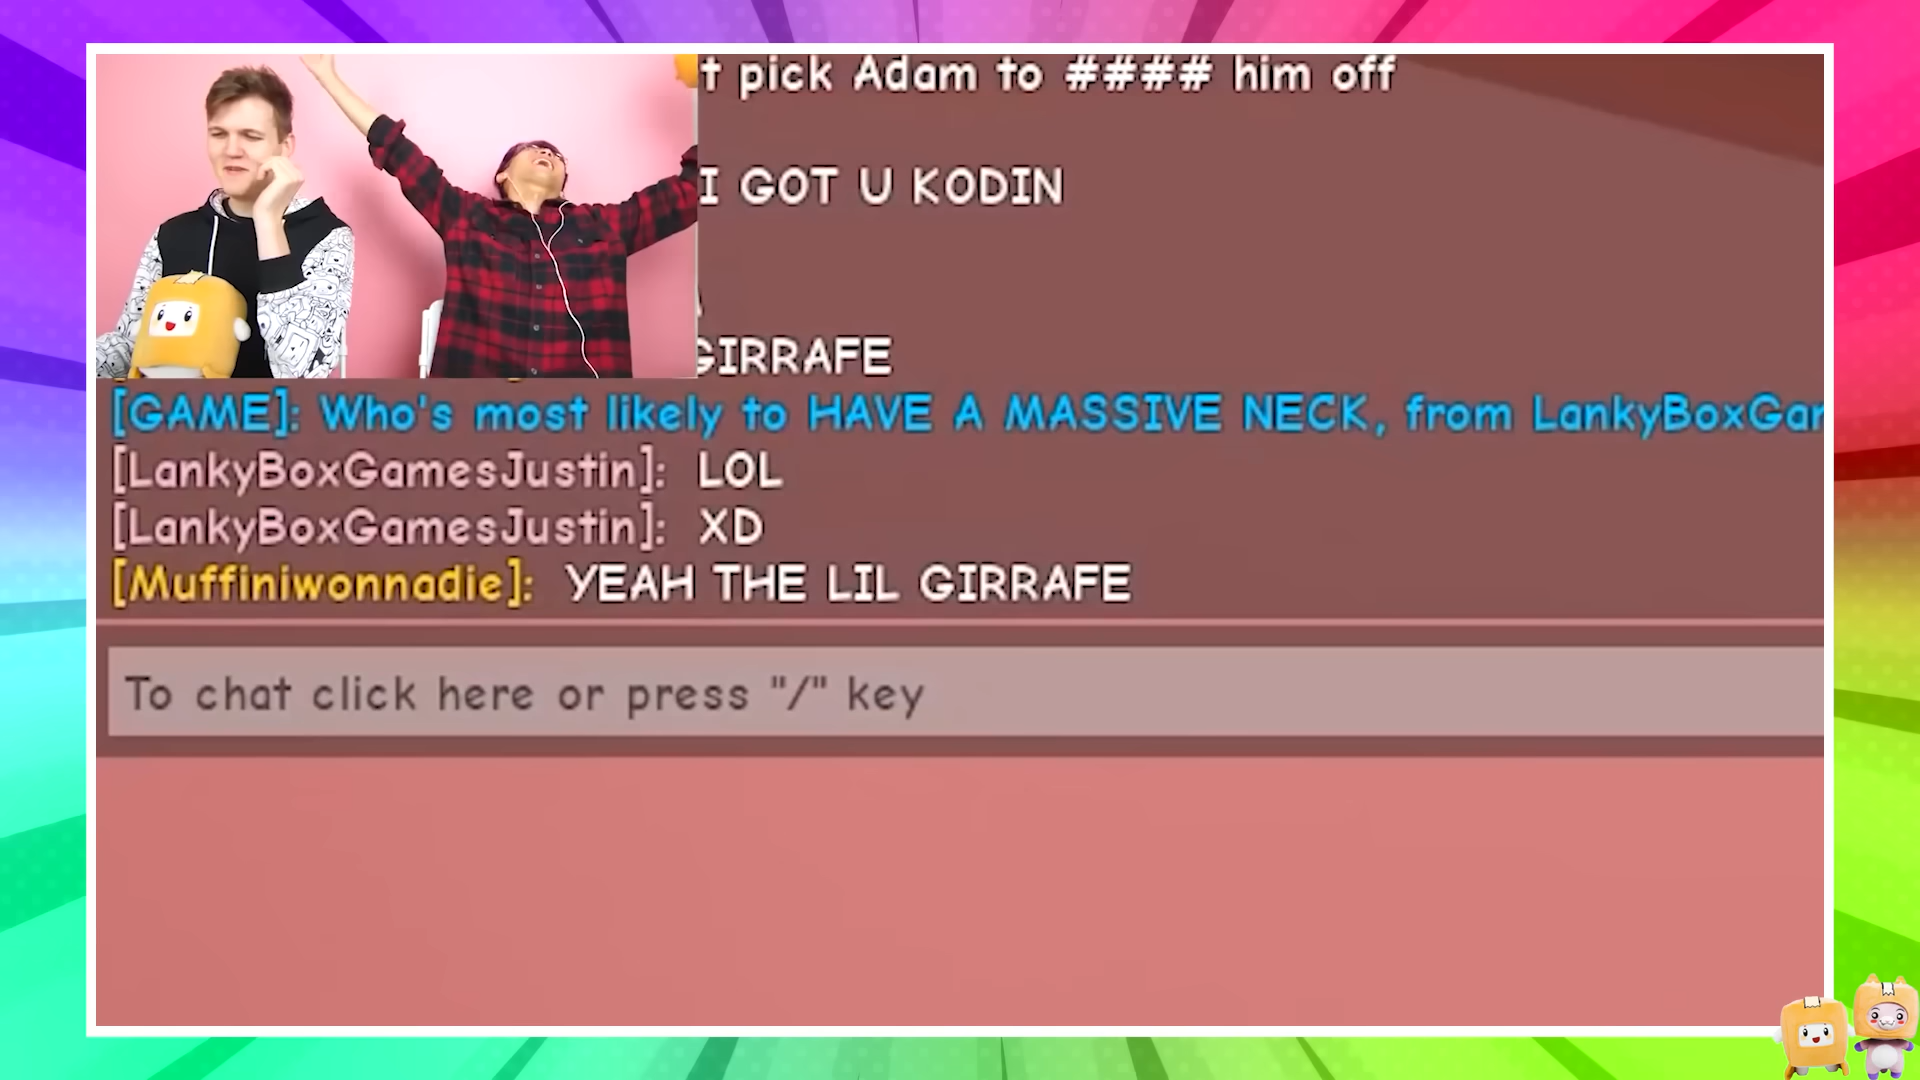 t pick Adam to #### him off
I GOT U KODIN
GIRRAFE
[GAME]: Who's most likely to HAVE A MASSIVE NECK, from LankyBoxGar
[LankyBoxGamesJustin]: LOL
[LankyBoxGamesJustin]: XD
[Muffiniwonnadie]: YEAH THE LIL GIRRAFE
To chat click here or press "/" key